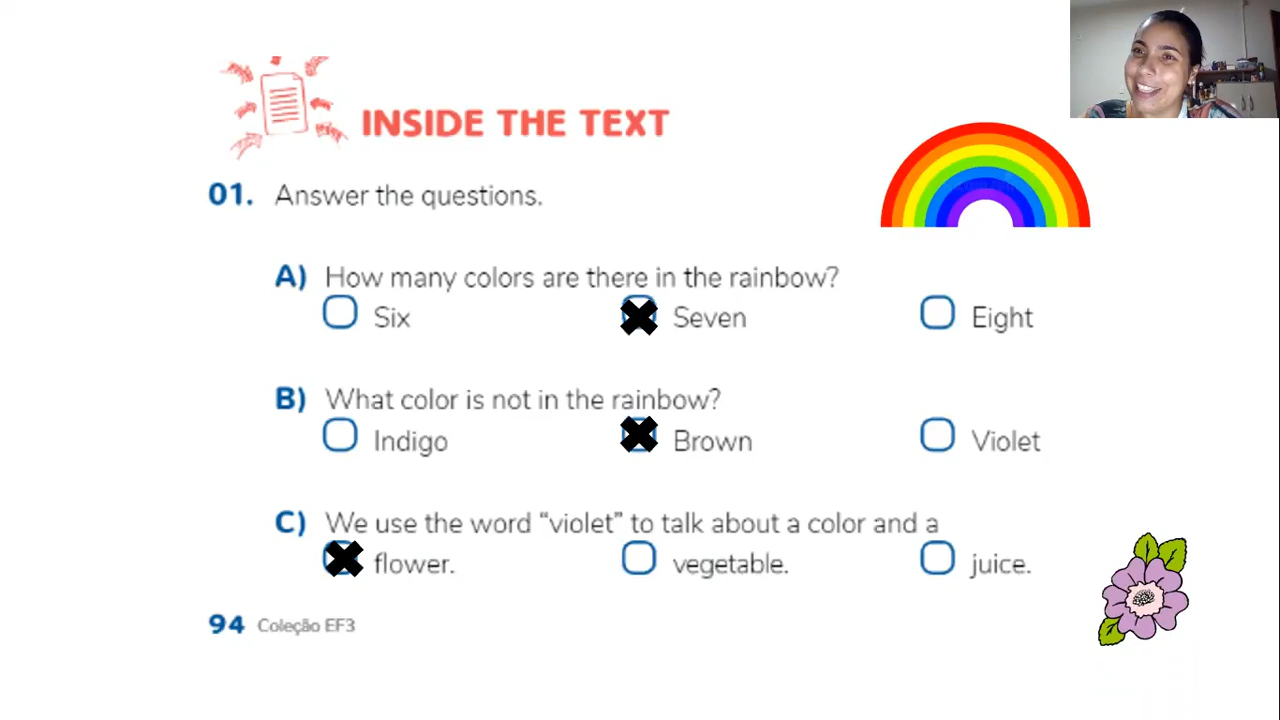 INSIDE THE TEXT
01. Answer the questions.
A) How many colors are there in the rainbow?
Six Seven Eight
B) What color is not in the rainbow?
Indigo Brown Violet
C) We use the word “violet” to talk about a color and a
flower. vegetable. juice.
94 Coleção EF3